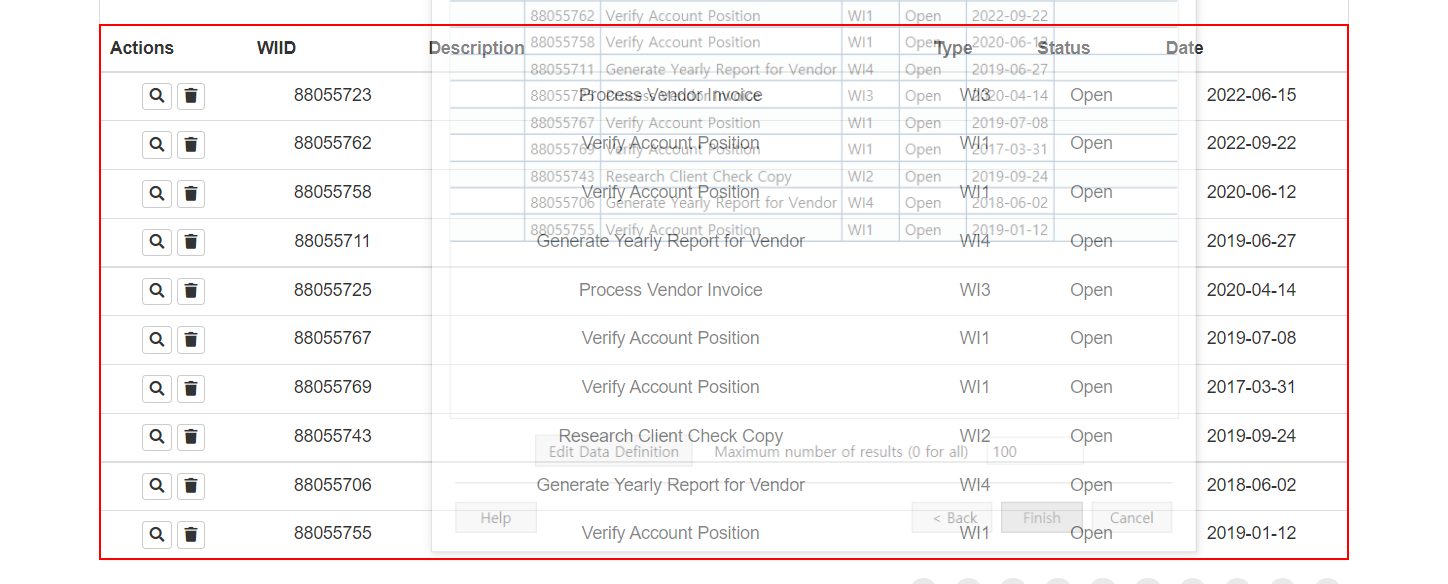 88055762 Verify Account Position WI1 Open 2022-09-22
Actions WIID Description Type Status Date
88055758 Verify Account Position WI1 Open 2020-06-12
88055711 Generate Yearly Report for Vendor WI4 Open 2019-06-27
88055723 Process Vendor Invoice WI3 Open 2022-06-15
88055725 Process Vendor Invoice WI3 Open 2020-04-14
88055767 Verify Account Position WI1 Open 2019-07-08
88055762 Verify Account Position WI1 Open 2022-09-22
88055769 Verify Account Position WI1 Open 2017-03-31
88055743 Research Client Check Copy WI2 Open 2019-09-24
88055758 Verify Account Position WI1 Open 2020-06-12
88055706 Generate Yearly Report for Vendor WI4 Open 2018-06-02
88055755 Verify Account Position WI1 Open 2019-01-12
88055711 Generate Yearly Report for Vendor WI4 Open 2019-06-27
88055725 Process Vendor Invoice WI3 Open 2020-04-14
88055767 Verify Account Position WI1 Open 2019-07-08
88055769 Verify Account Position WI1 Open 2017-03-31
88055743 Research Client Check Copy WI2 Open 2019-09-24
Edit Data Definition Maximum number of results (0 for all) 100
88055706 Generate Yearly Report for Vendor WI4 Open 2018-06-02
Help < Back Finish Cancel
88055755 Verify Account Position WI1 Open 2019-01-12